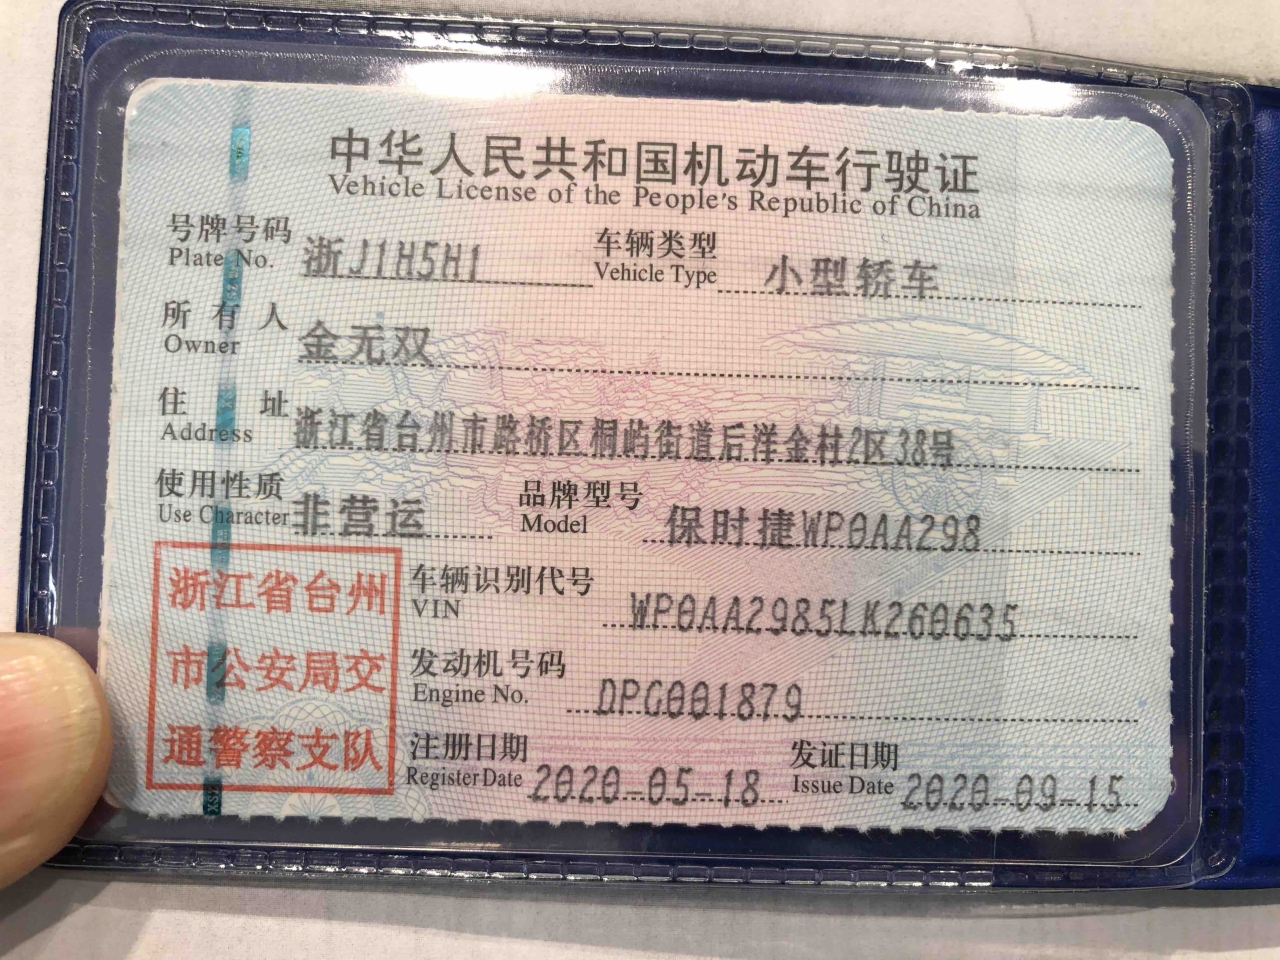 中华人民共和国机动车行驶证
Vehicle License of the People's Republic of China
号牌号码 浙J1H5H1 车辆类型 小型轿车
Plate No. Vehicle Type
所有人 金无双
Owner
住址 浙江省台州市路桥区桐屿街道后洋金村2区38号
Address
使用性质 非营运 品牌型号 保时捷WP0AA298
Use Character Model
浙江省台州
市公安局交
通警察支队
车辆识别代号 WP0AA2985LK260635
VIN
发动机号码 DPG001879
Engine No.
注册日期 2020-05-18 发证日期 2020-09-15
Register Date Issue Date